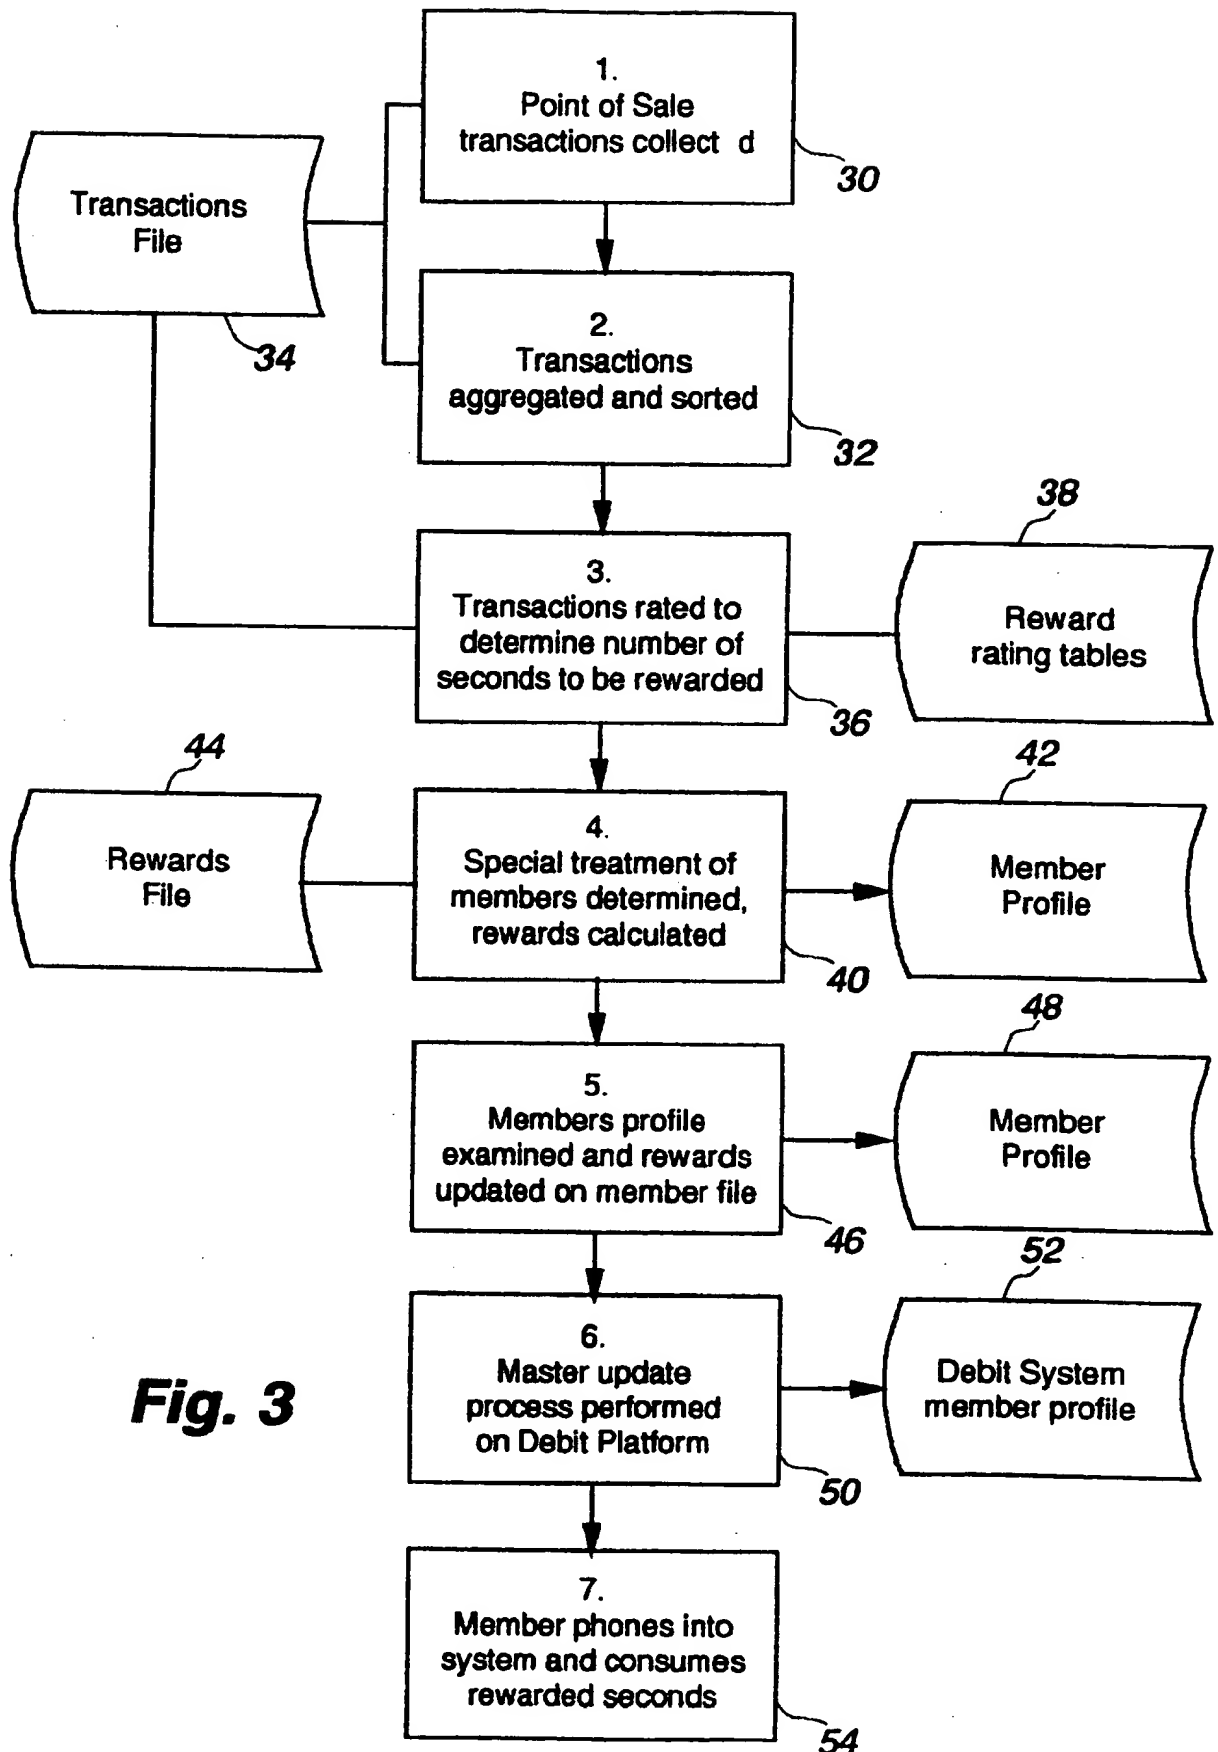 1.
Point of Sale
transactions collect d
30
Transactions
File
34
2.
Transactions
aggregated and sorted
32
38
3.
Transactions rated to
determine number of
seconds to be rewarded
36
Reward
rating tables
44
42
Rewards
File
4.
Special treatment of
members determined,
rewards calculated
40
Member
Profile
48
5.
Members profile
examined and rewards
updated on member file
46
Member
Profile
52
6.
Master update
process performed
on Debit Platform
50
Debit System
member profile
Fig. 3
7.
Member phones into
system and consumes
rewarded seconds
54